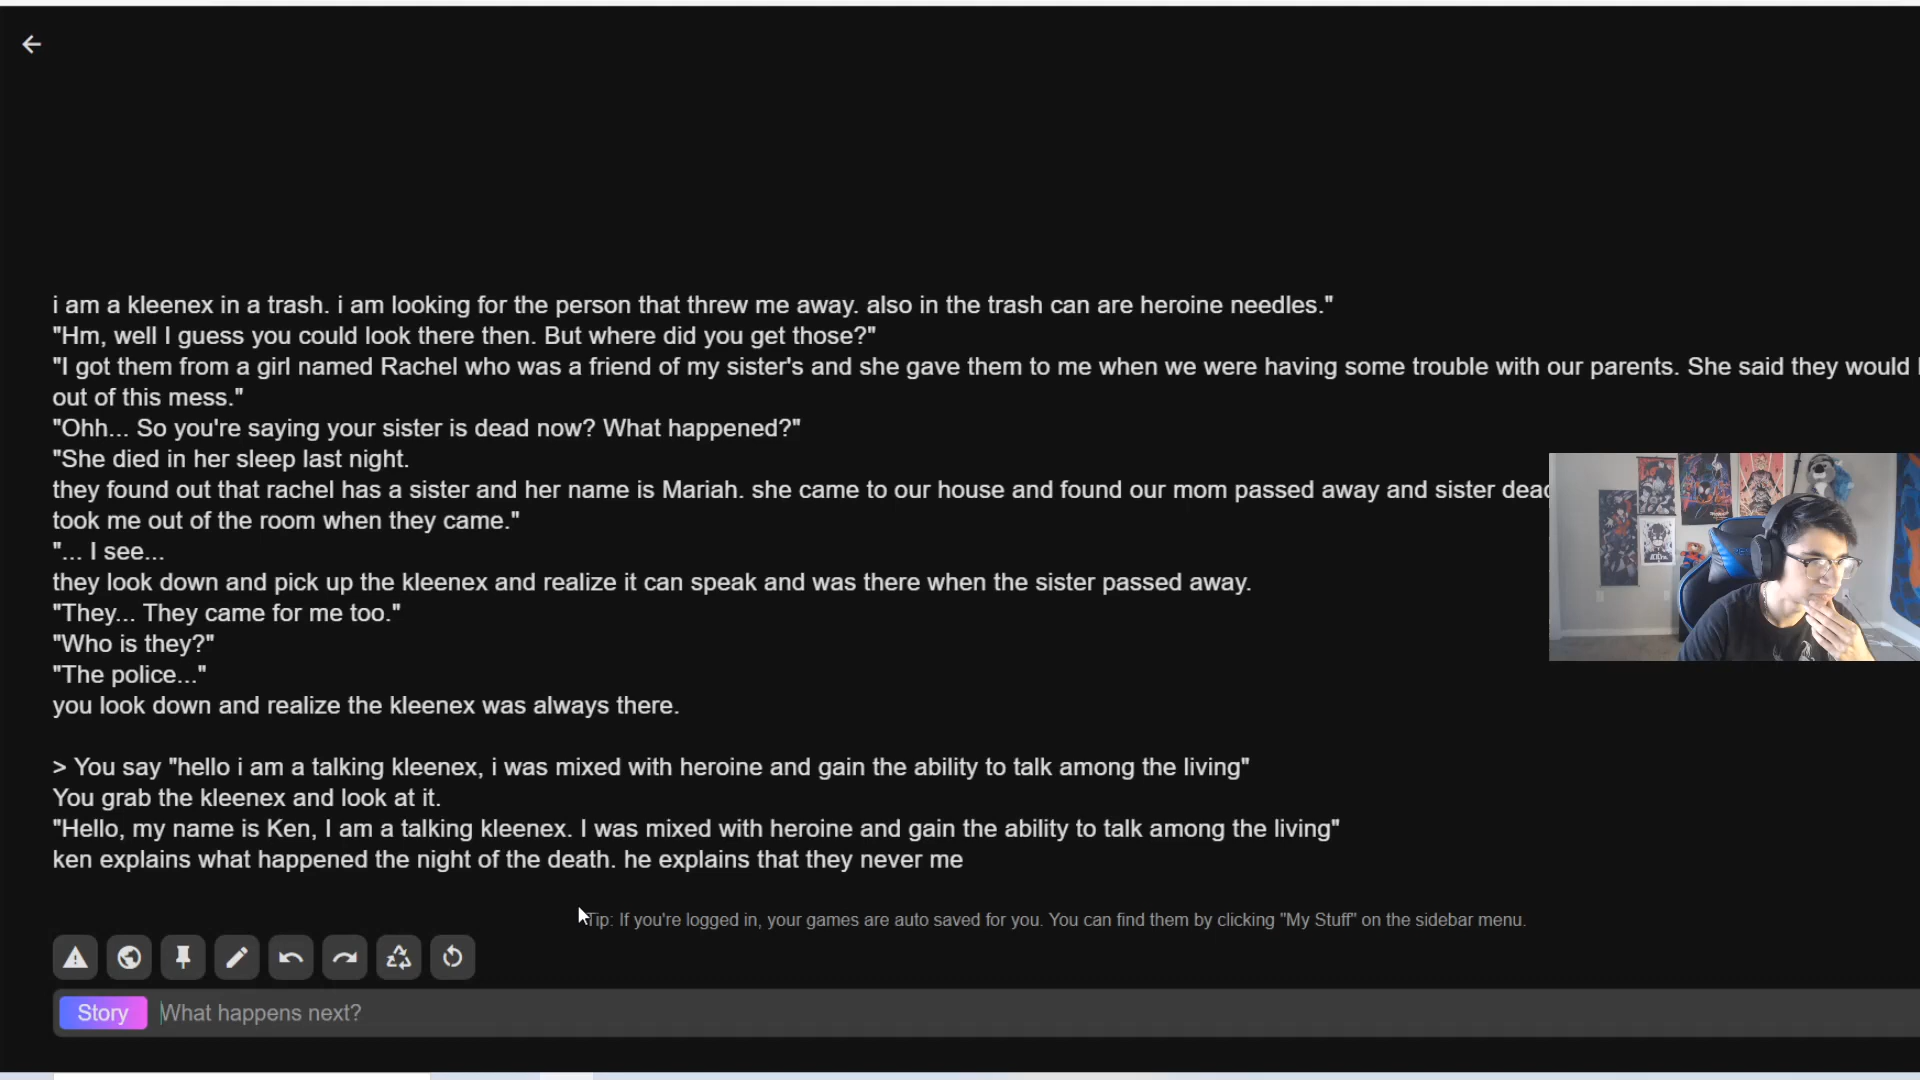 i am a kleenex in a trash. i am looking for the person that threw me away. also in the trash can are heroine needles."
"Hm, well I guess you could look there then. But where did you get those?"
"I got them from a girl named Rachel who was a friend of my sister's and she gave them to me when we were having some trouble with our parents. She said they would
out of this mess."
"Ohh... So you're saying your sister is dead now? What happened?"
"She died in her sleep last night.
they found out that rachel has a sister and her name is Mariah. she came to our house and found our mom passed away and sister dead
took me out of the room when they came."
"... I see...
they look down and pick up the kleenex and realize it can speak and was there when the sister passed away.
"They... They came for me too."
"Who is they?"
"The police..."
you look down and realize the kleenex was always there.
> You say "hello i am a talking kleenex, i was mixed with heroine and gain the ability to talk among the living"
You grab the kleenex and look at it.
"Hello, my name is Ken, I am a talking kleenex. I was mixed with heroine and gain the ability to talk among the living"
ken explains what happened the night of the death. he explains that they never me
Tip: If you're logged in, your games are auto saved for you. You can find them by clicking "My Stuff" on the sidebar menu.
Story What happens next?